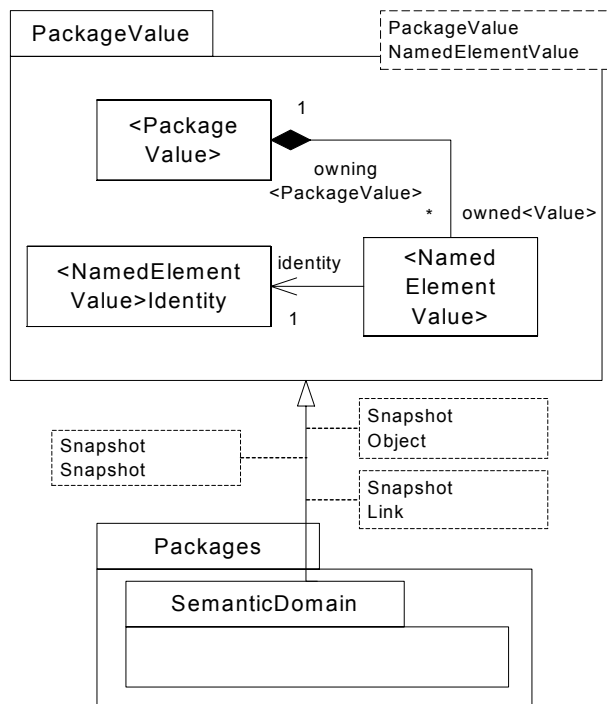 PackageValue
PackageValue
NamedElementValue
<Package
Value>
1
owning
<PackageValue>
*
owned<Value>
<NamedElement
Value>Identity
identity
1
<Named
Element
Value>
Snapshot
Object
Snapshot
Snapshot
Snapshot
Link
Packages
SemanticDomain